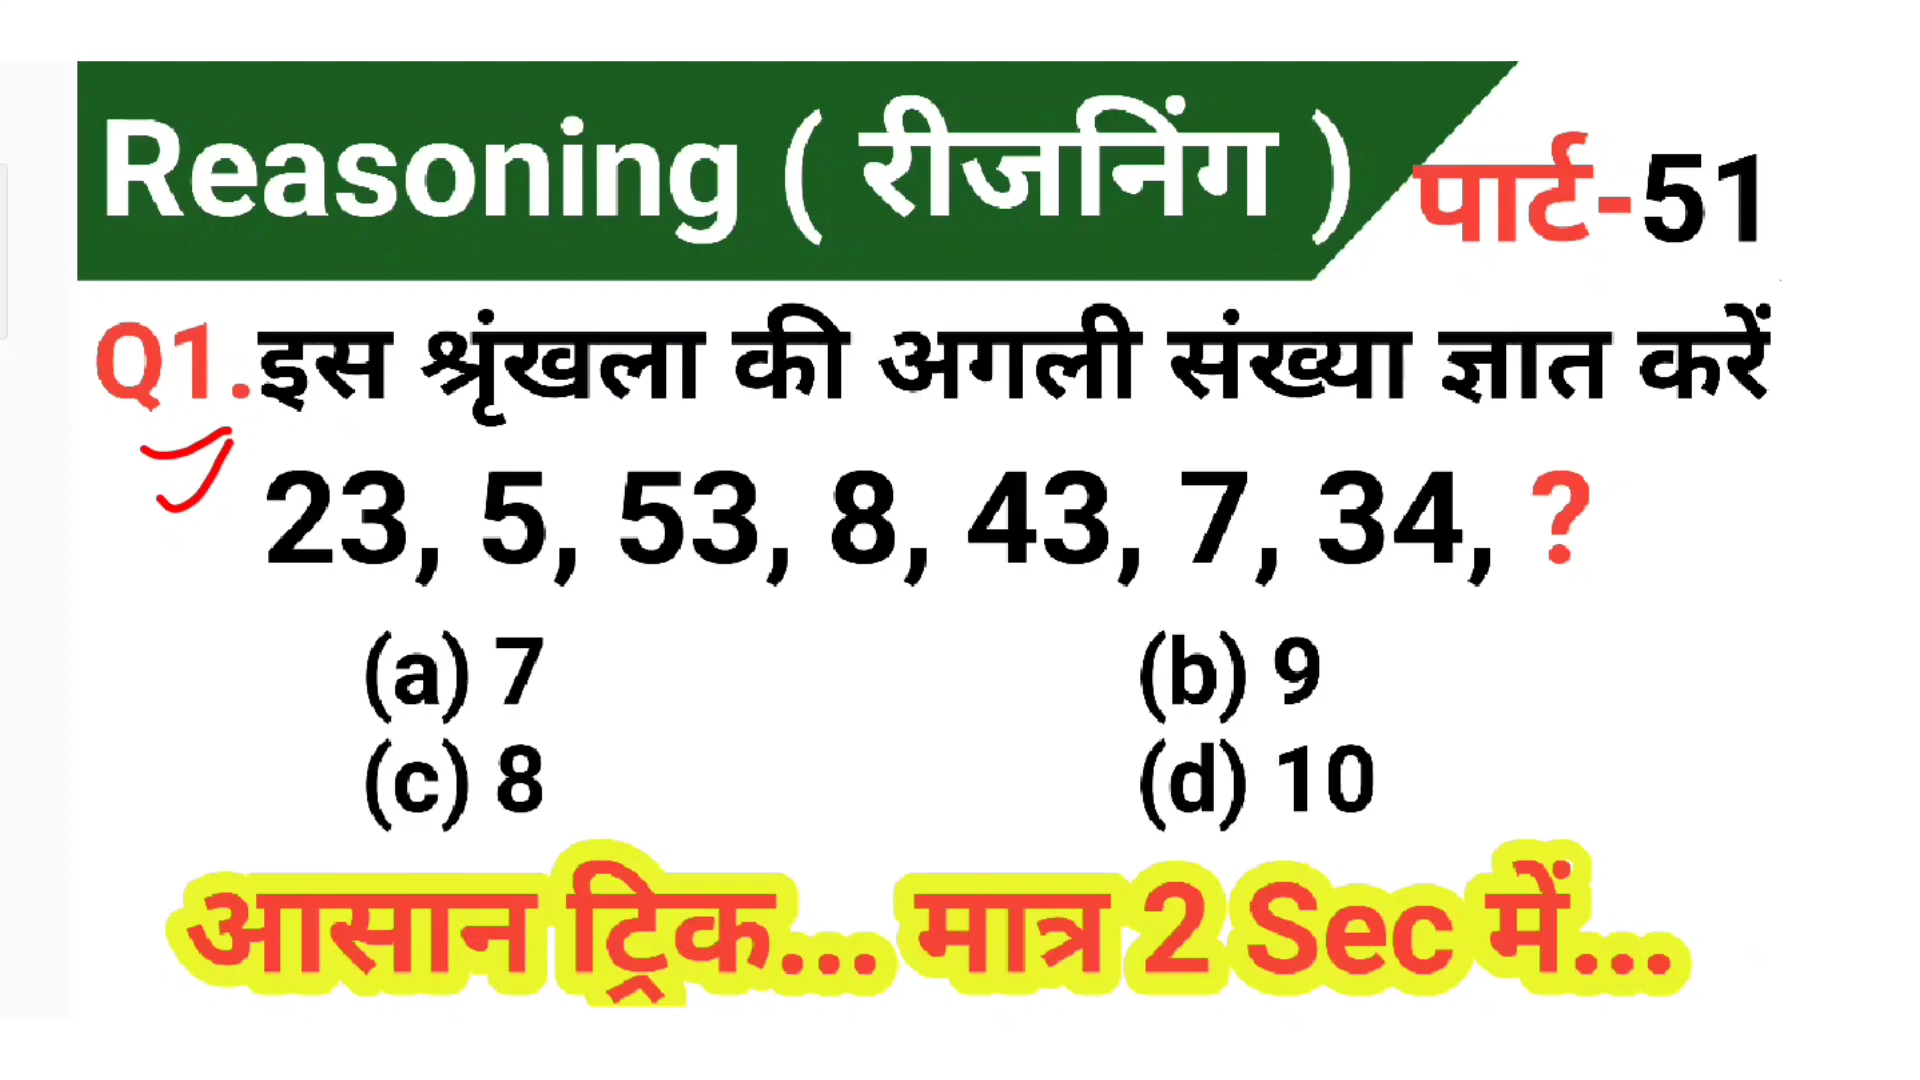 Reasoning ( रीजनिंग ) पार्ट-51
Q1.इस श्रृंखला की अगली संख्या ज्ञात करें
23, 5, 53, 8, 43, 7, 34, ?
(a) 7 (b) 9
(c) 8 (d) 10
आसान ट्रिक... मात्र 2 Sec में...